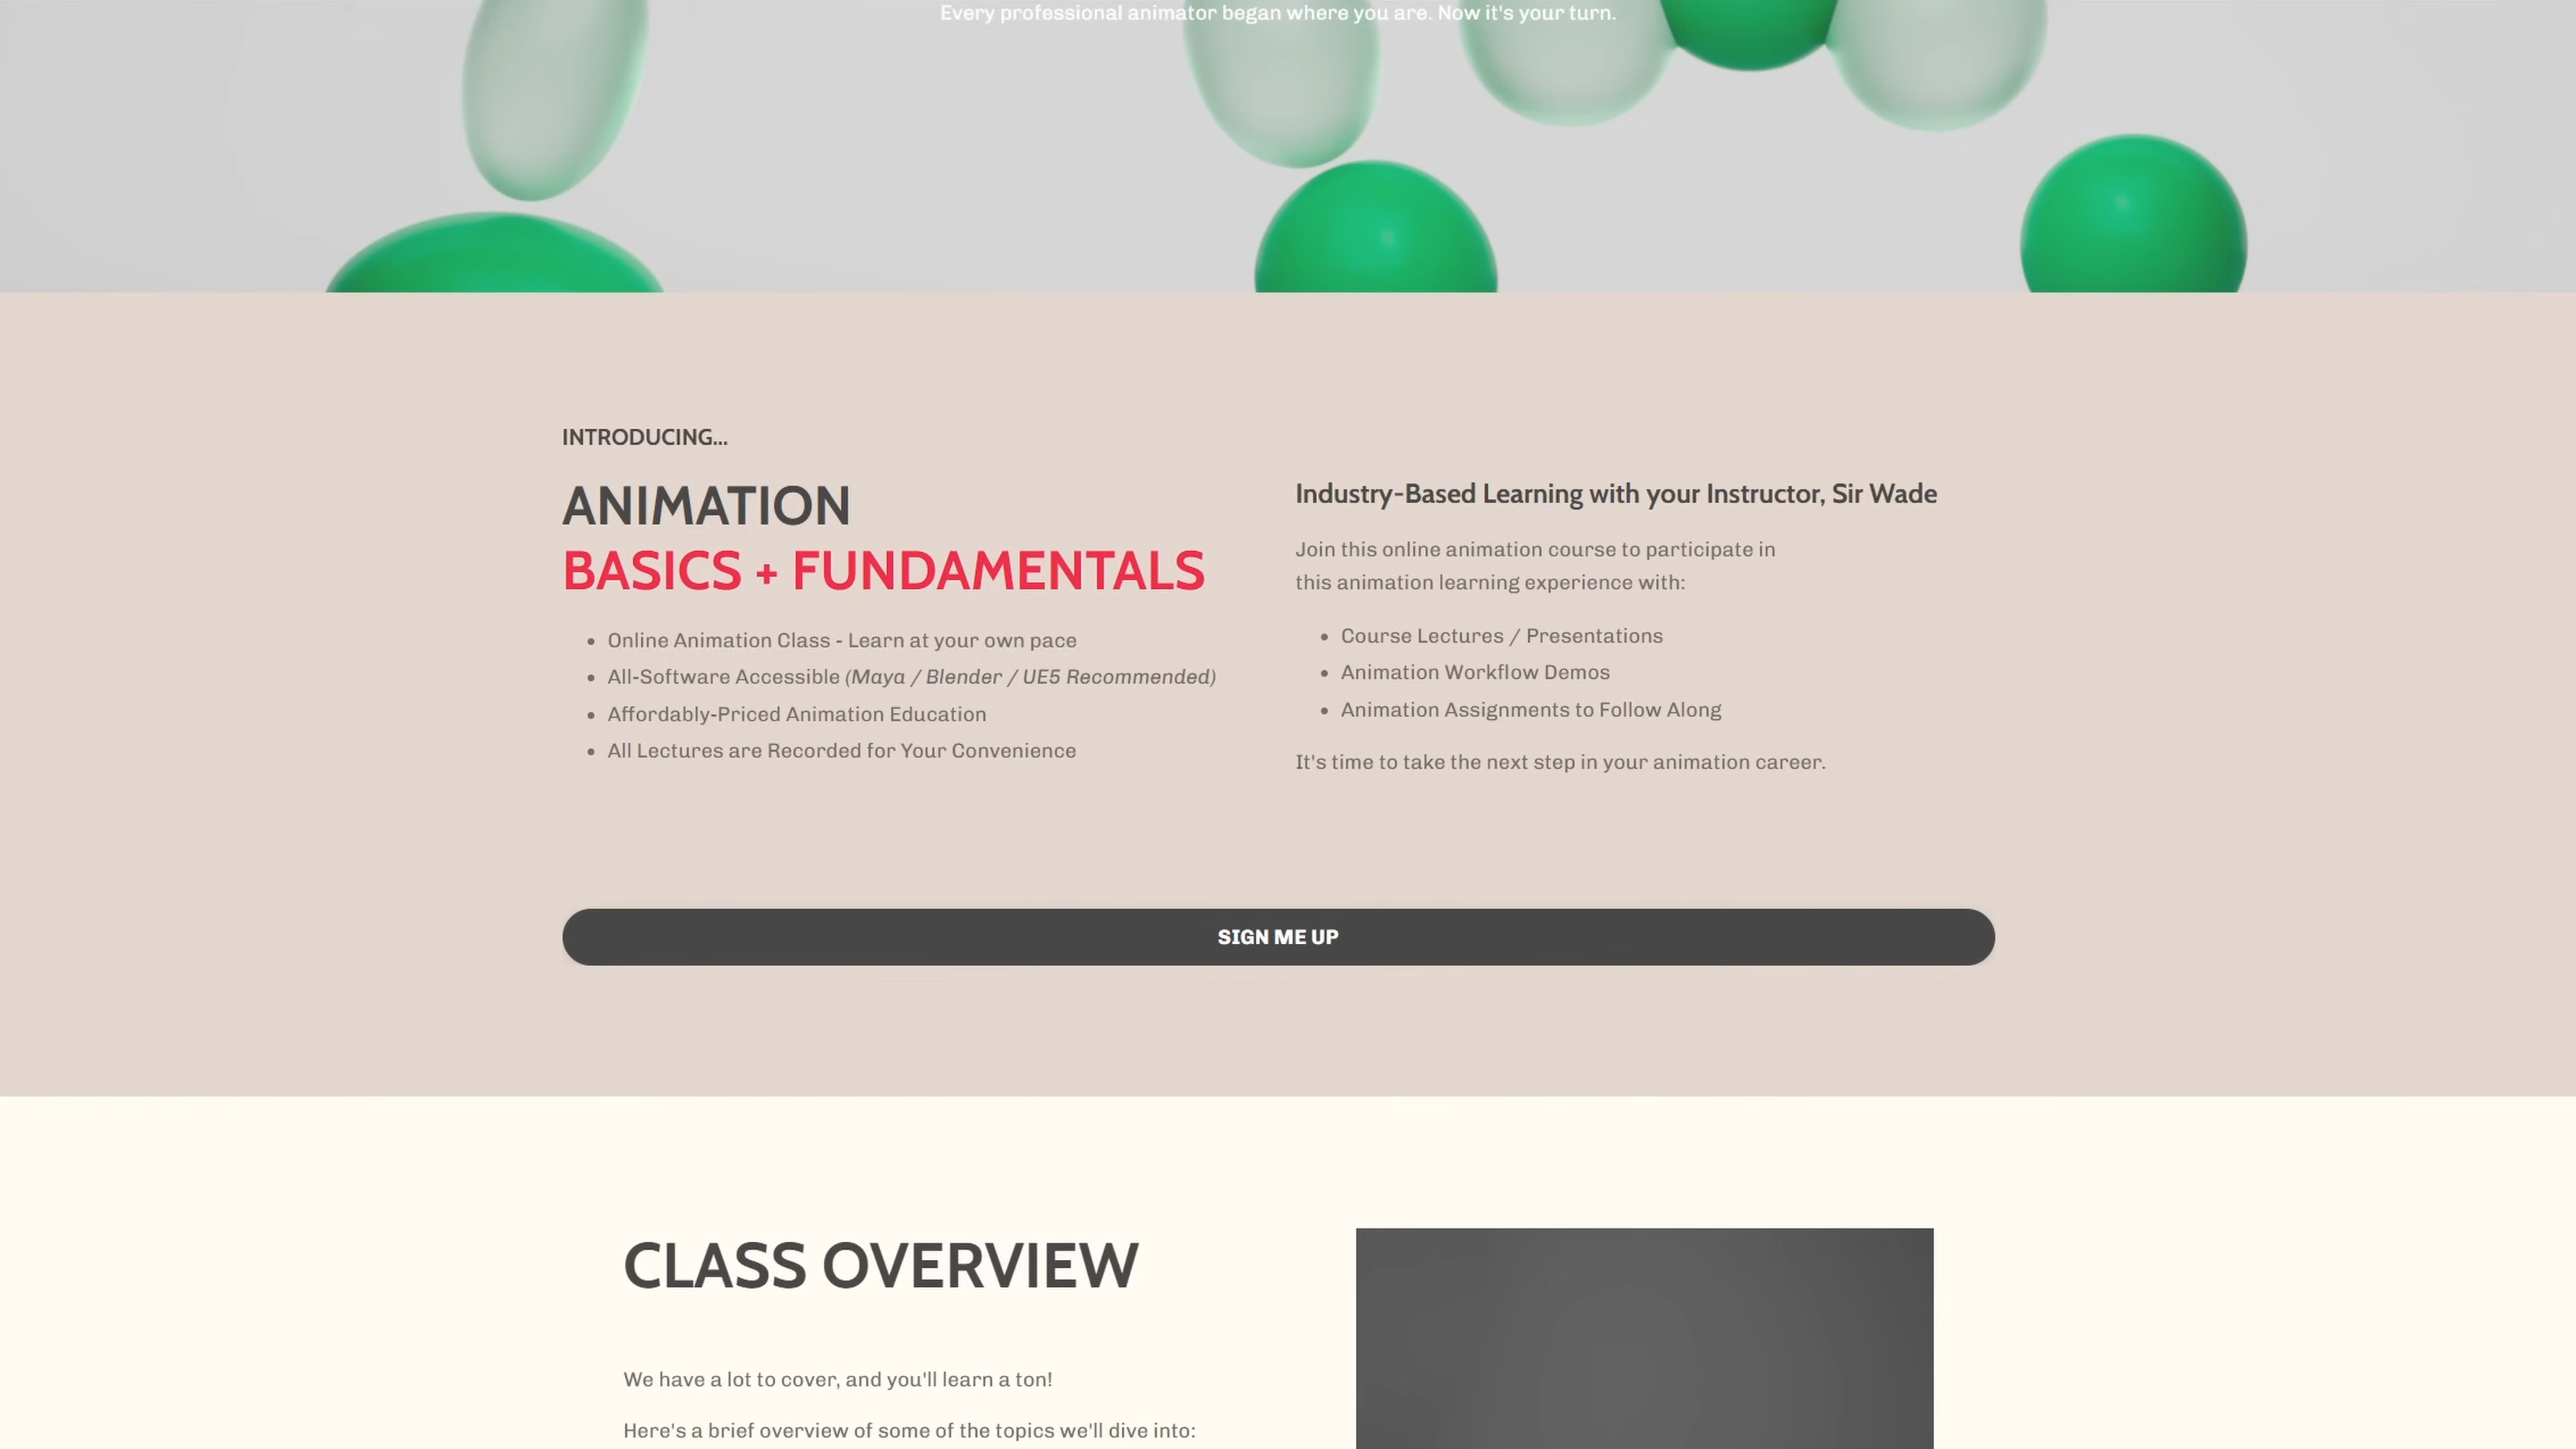 Every professional animator began where you are. Now it's your turn.
INTRODUCING...
ANIMATION
BASICS + FUNDAMENTALS
• Online Animation Class - Learn at your own pace
• All-Software Accessible (Maya / Blender / UE5 Recommended)
• Affordably-Priced Animation Education
• All Lectures are Recorded for Your Convenience
Industry-Based Learning with your Instructor, Sir Wade
Join this online animation course to participate in
this animation learning experience with:
• Course Lectures / Presentations
• Animation Workflow Demos
• Animation Assignments to Follow Along
It's time to take the next step in your animation career.
SIGN ME UP
CLASS OVERVIEW
We have a lot to cover, and you'll learn a ton!
Here's a brief overview of some of the topics we'll dive into: